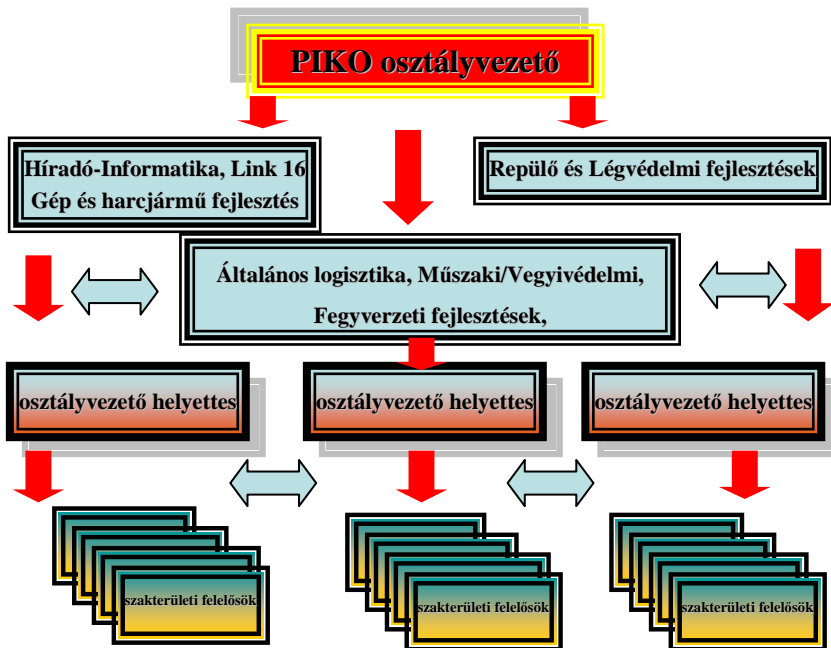 PIKO osztályvezető
Híradó-Informatika, Link 16
Gép és harcjármű fejlesztés
Repülő és Légvédelmi fejlesztések
Általános logisztika, Műszaki/Vegyivédelmi,
Fegyverzeti fejlesztések,
osztályvezető helyettes
osztályvezető helyettes
osztályvezető helyettes
szakterületi felelősök
szakterületi felelősök
szakterületi felelősök